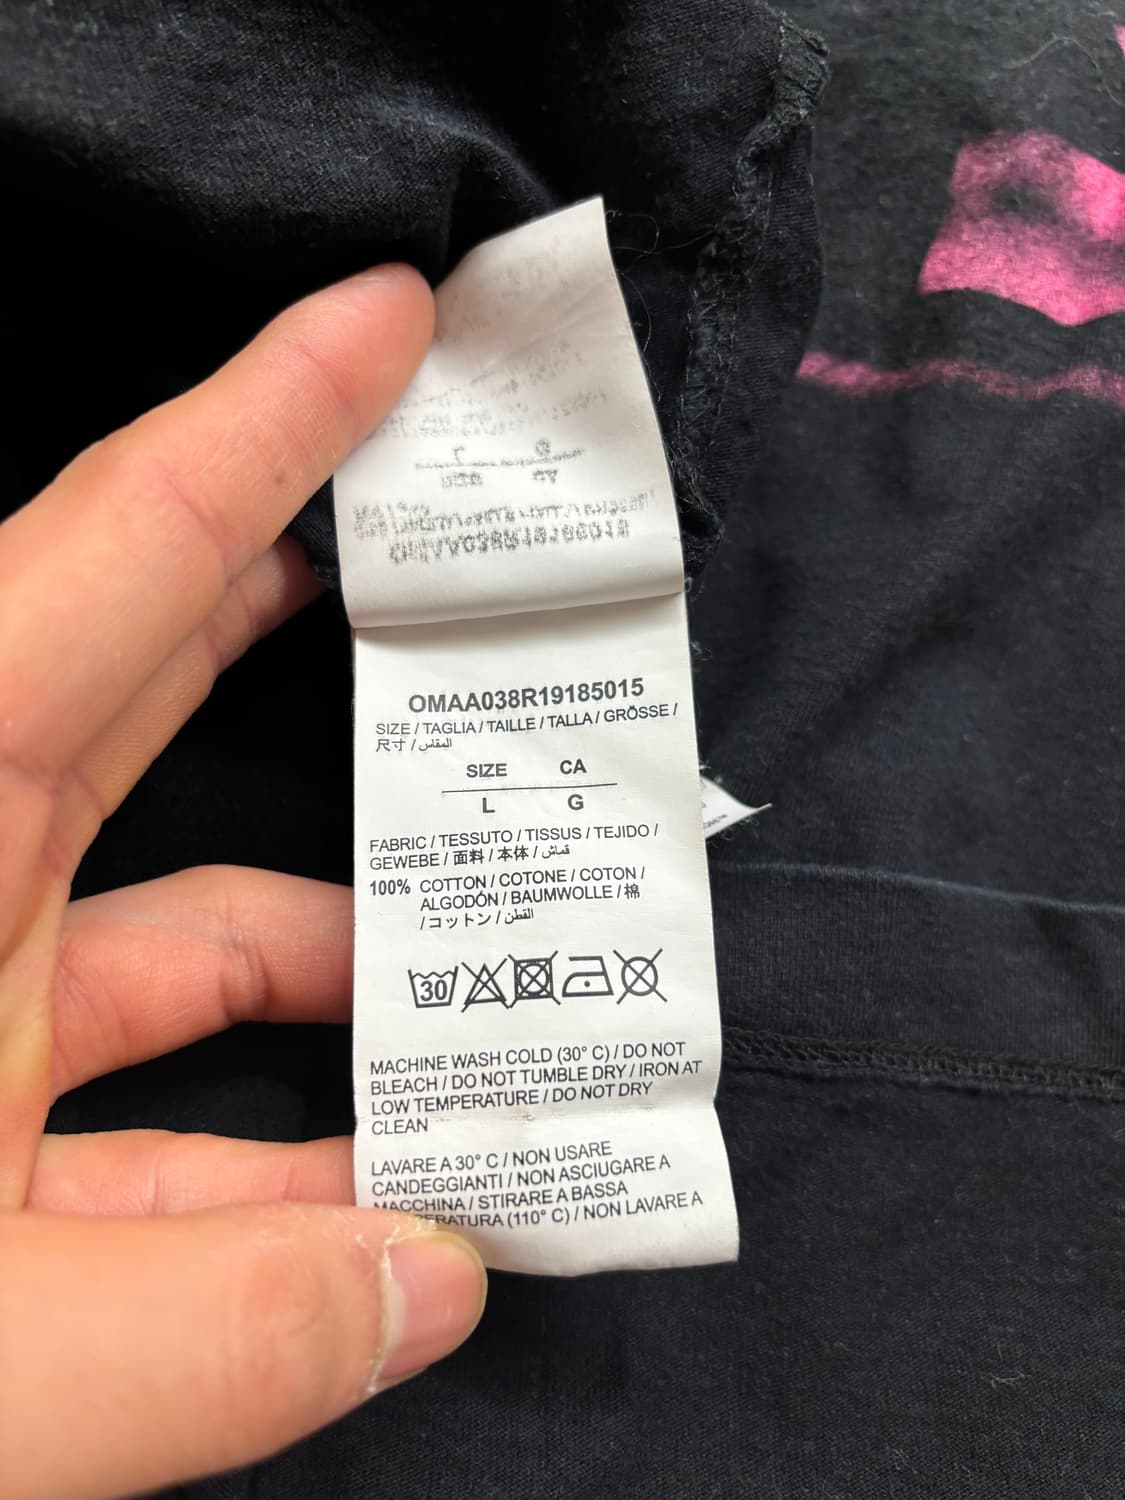 OMAA038R19185015
SIZE / TAGLIA / TAILLE / TALLA / GRÖSSE /
尺寸 / المقاس
SIZE CA
L G
FABRIC / TESSUTO / TISSUS / TEJIDO /
GEWEBE / 面料 / 本体 / قماش
100% COTTON / COTONE / COTON /
ALGODÓN / BAUMWOLLE / 棉
/ コットン / القطن
30
MACHINE WASH COLD (30° C) / DO NOT
BLEACH / DO NOT TUMBLE DRY / IRON AT
LOW TEMPERATURE / DO NOT DRY
CLEAN
LAVARE A 30° C / NON USARE
CANDEGGIANTI / NON ASCIUGARE A
MACCHINA / STIRARE A BASSA
PERATURA (110° C) / NON LAVARE A